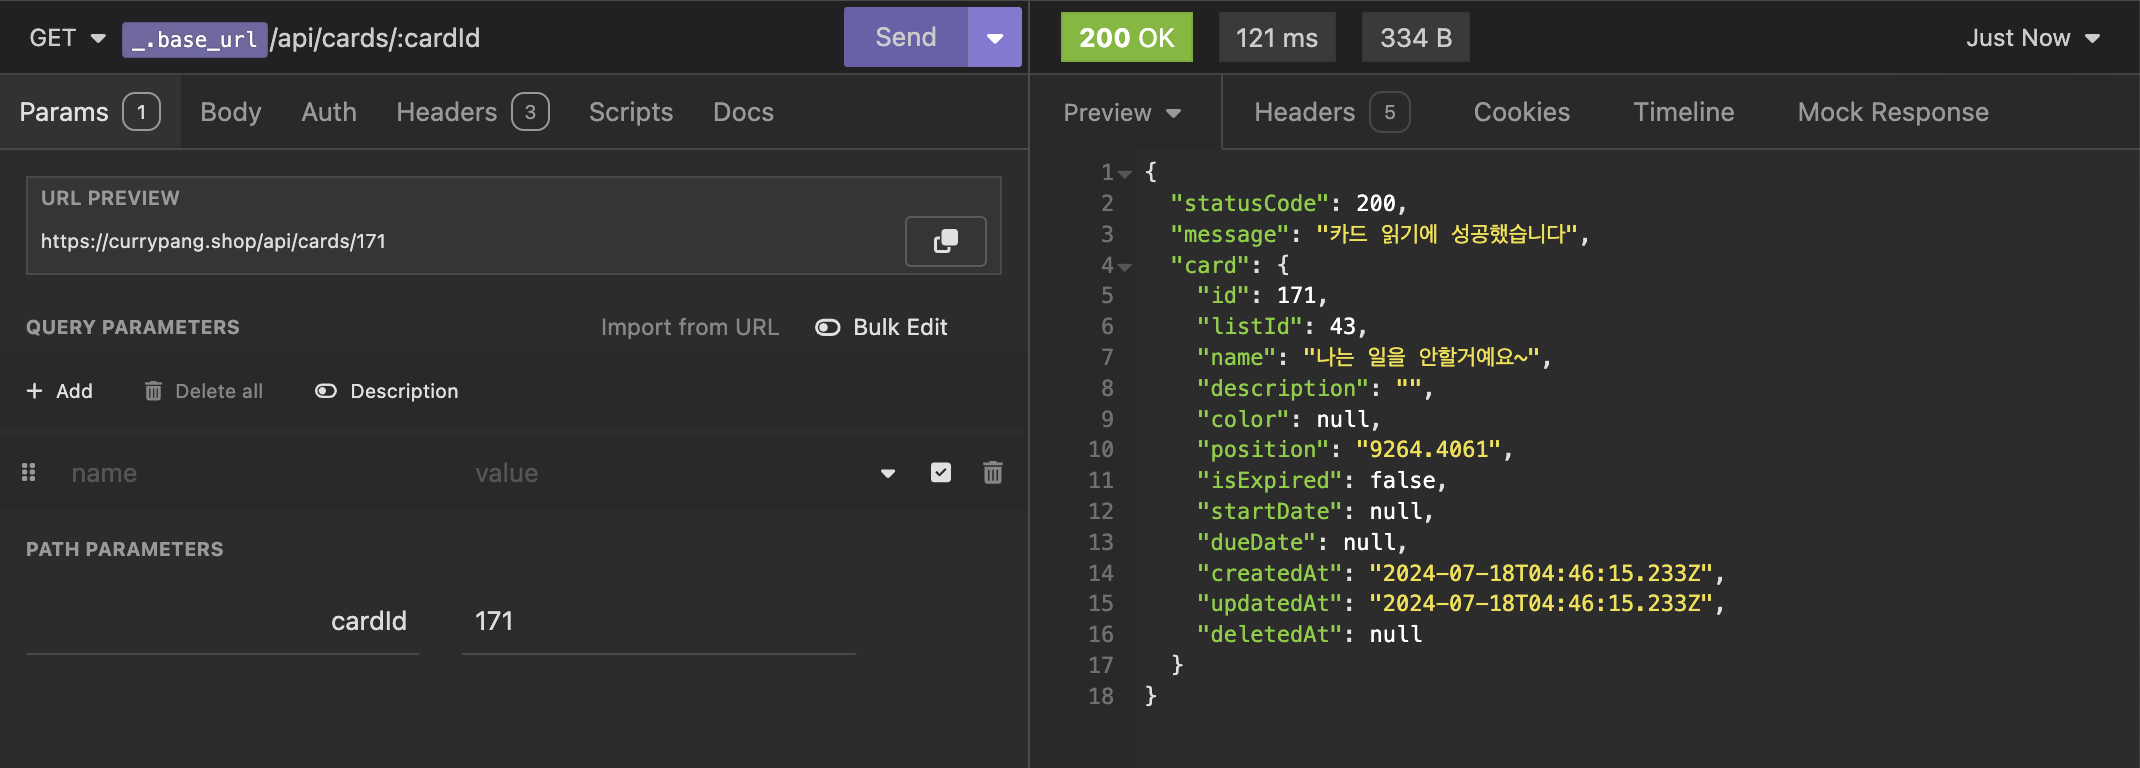 GET _.base_url/api/cards/:cardId Send
200 OK 121 ms 334 B Just Now
Params 1 Body Auth Headers 3 Scripts Docs
URL PREVIEW
https://currypang.shop/api/cards/171
QUERY PARAMETERS Import from URL Bulk Edit
+ Add Delete all Description
name value
PATH PARAMETERS
cardId 171
Preview Headers 5 Cookies Timeline Mock Response
1 {
2 "statusCode": 200,
3 "message": "카드 읽기에 성공했습니다",
4 "card": {
5 "id": 171,
6 "listId": 43,
7 "name": "나는 일을 안할거예요~",
8 "description": "",
9 "color": null,
10 "position": "9264.4061",
11 "isExpired": false,
12 "startDate": null,
13 "dueDate": null,
14 "createdAt": "2024-07-18T04:46:15.233Z",
15 "updatedAt": "2024-07-18T04:46:15.233Z",
16 "deletedAt": null
17 }
18 }